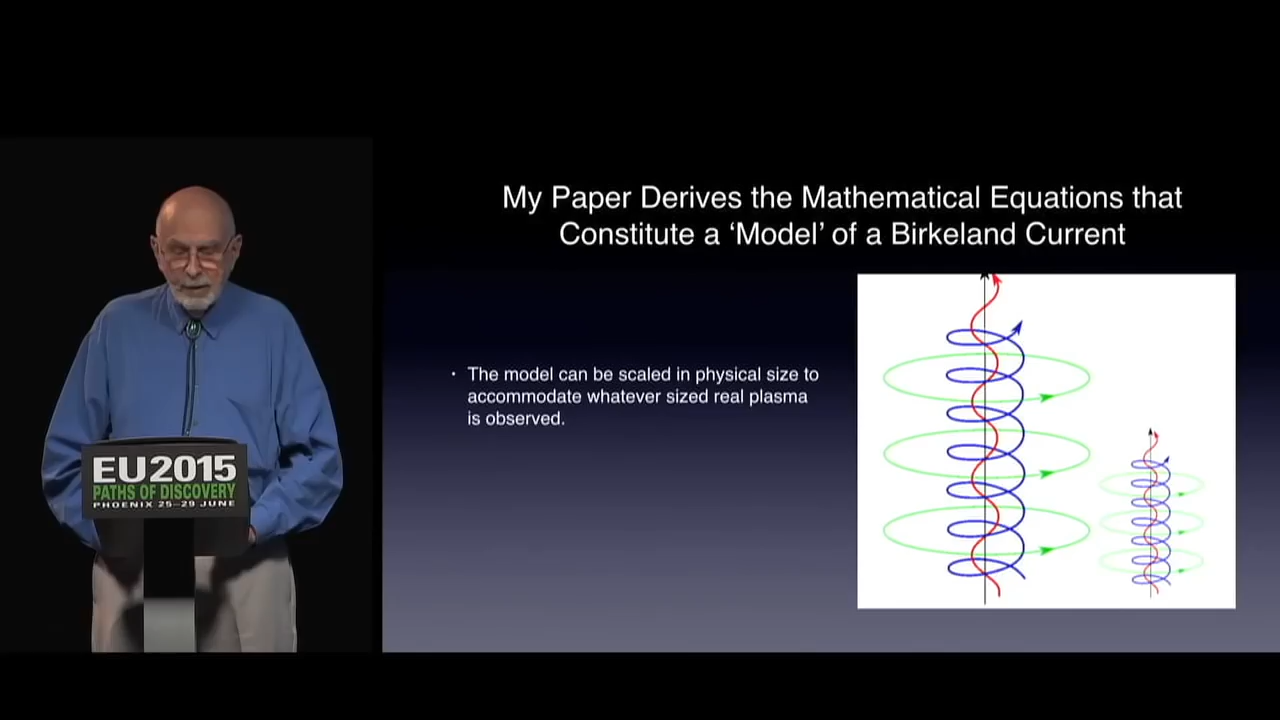 My Paper Derives the Mathematical Equations that
Constitute a ‘Model’ of a Birkeland Current
• The model can be scaled in physical size to
accommodate whatever sized real plasma
is observed.
EU2015
PATHS OF DISCOVERY
PHOENIX 25–29 JUNE